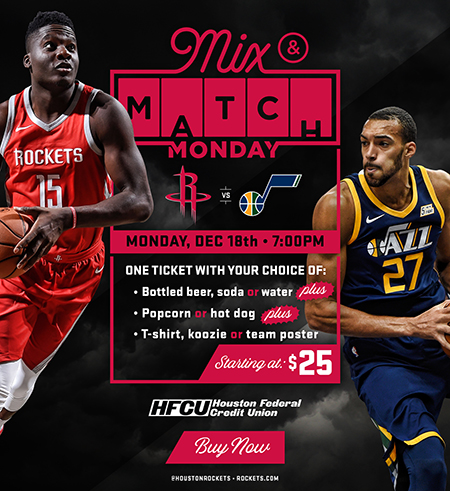 Mix &
MATCH
MONDAY
R VS
MONDAY, DEC 18th • 7:00PM
ONE TICKET WITH YOUR CHOICE OF:
• Bottled beer, soda or water plus
• Popcorn or hot dog plus
• T-shirt, koozie or team poster
Starting at: $25
HFCU Houston Federal
Credit Union
Buy Now
@HOUSTONROCKETS • ROCKETS.COM
ROCKETS
15
JAZZ
27